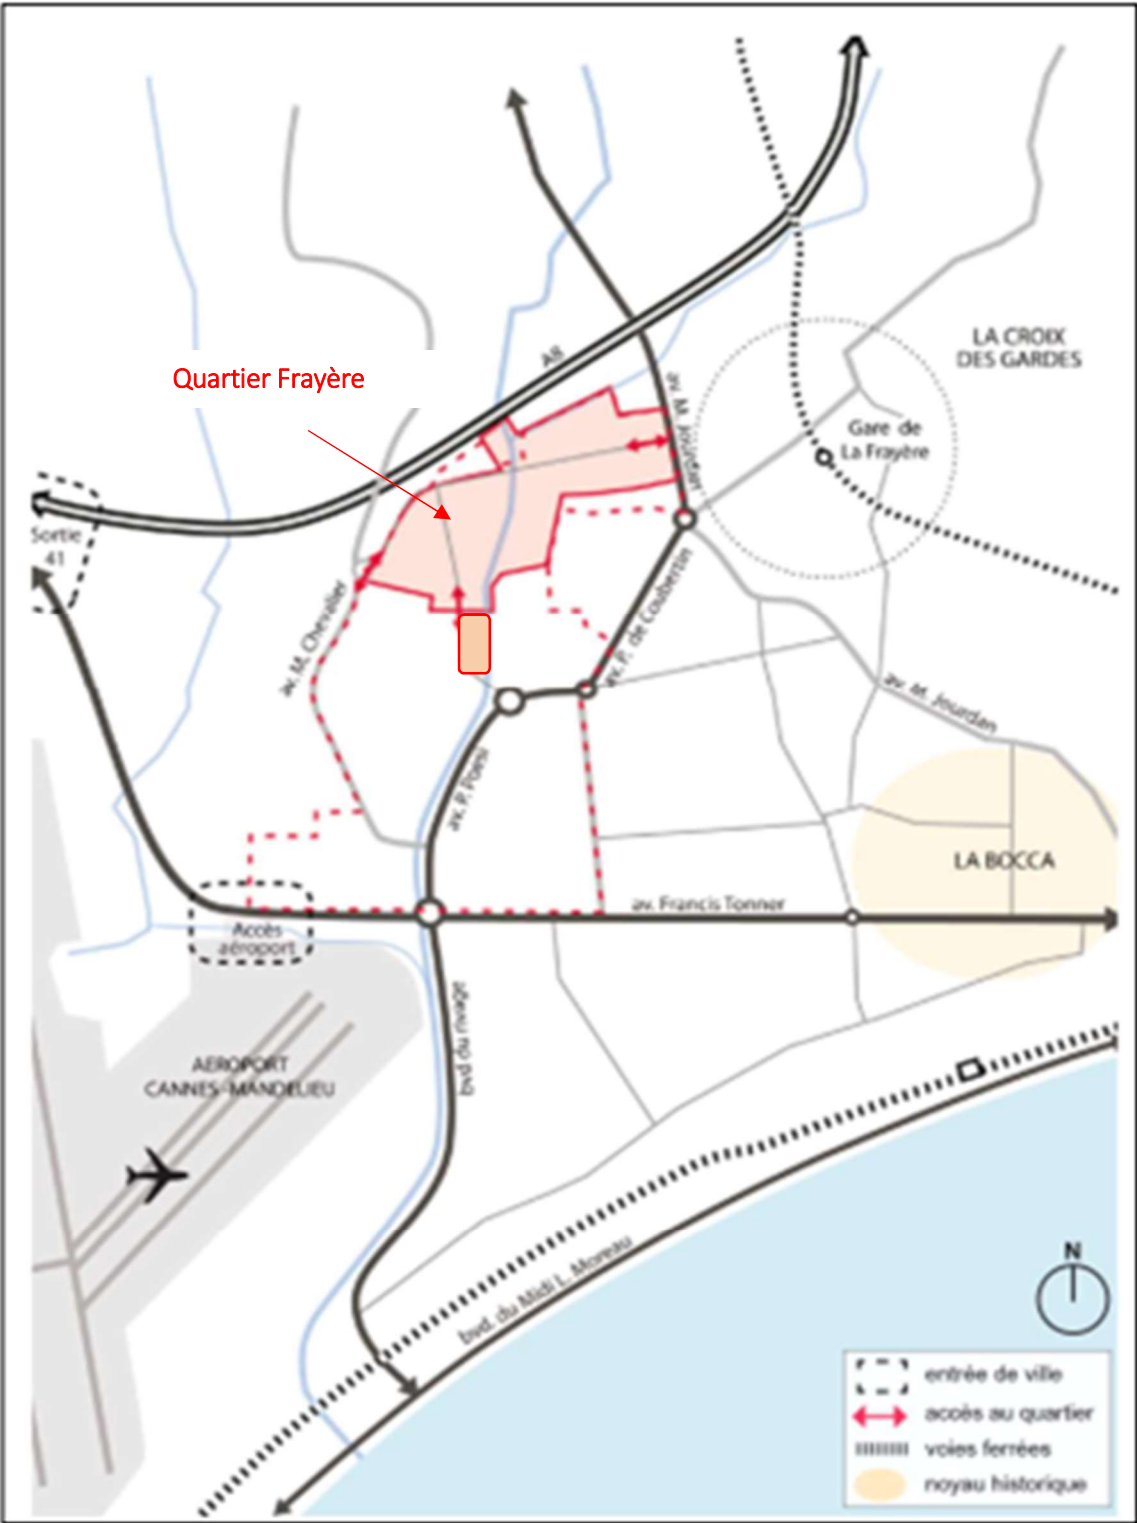 A8
LA CROIX
DES GARDES
Quartier Frayère
av. M. Jourdan
Gare de
La Frayère
Sortie
41
av. M. Chevalier
av. P. de Coubertin
av. M. Jourdan
av. P. Poesi
LA BOCCA
av. Francis Tonner
Accès
aéroport
bvd du rivage
AEROPORT
CANNES-MANDELIEU
bvd. du Midi L. Moreau
N
entrée de ville
accès au quartier
voies ferrées
noyau historique